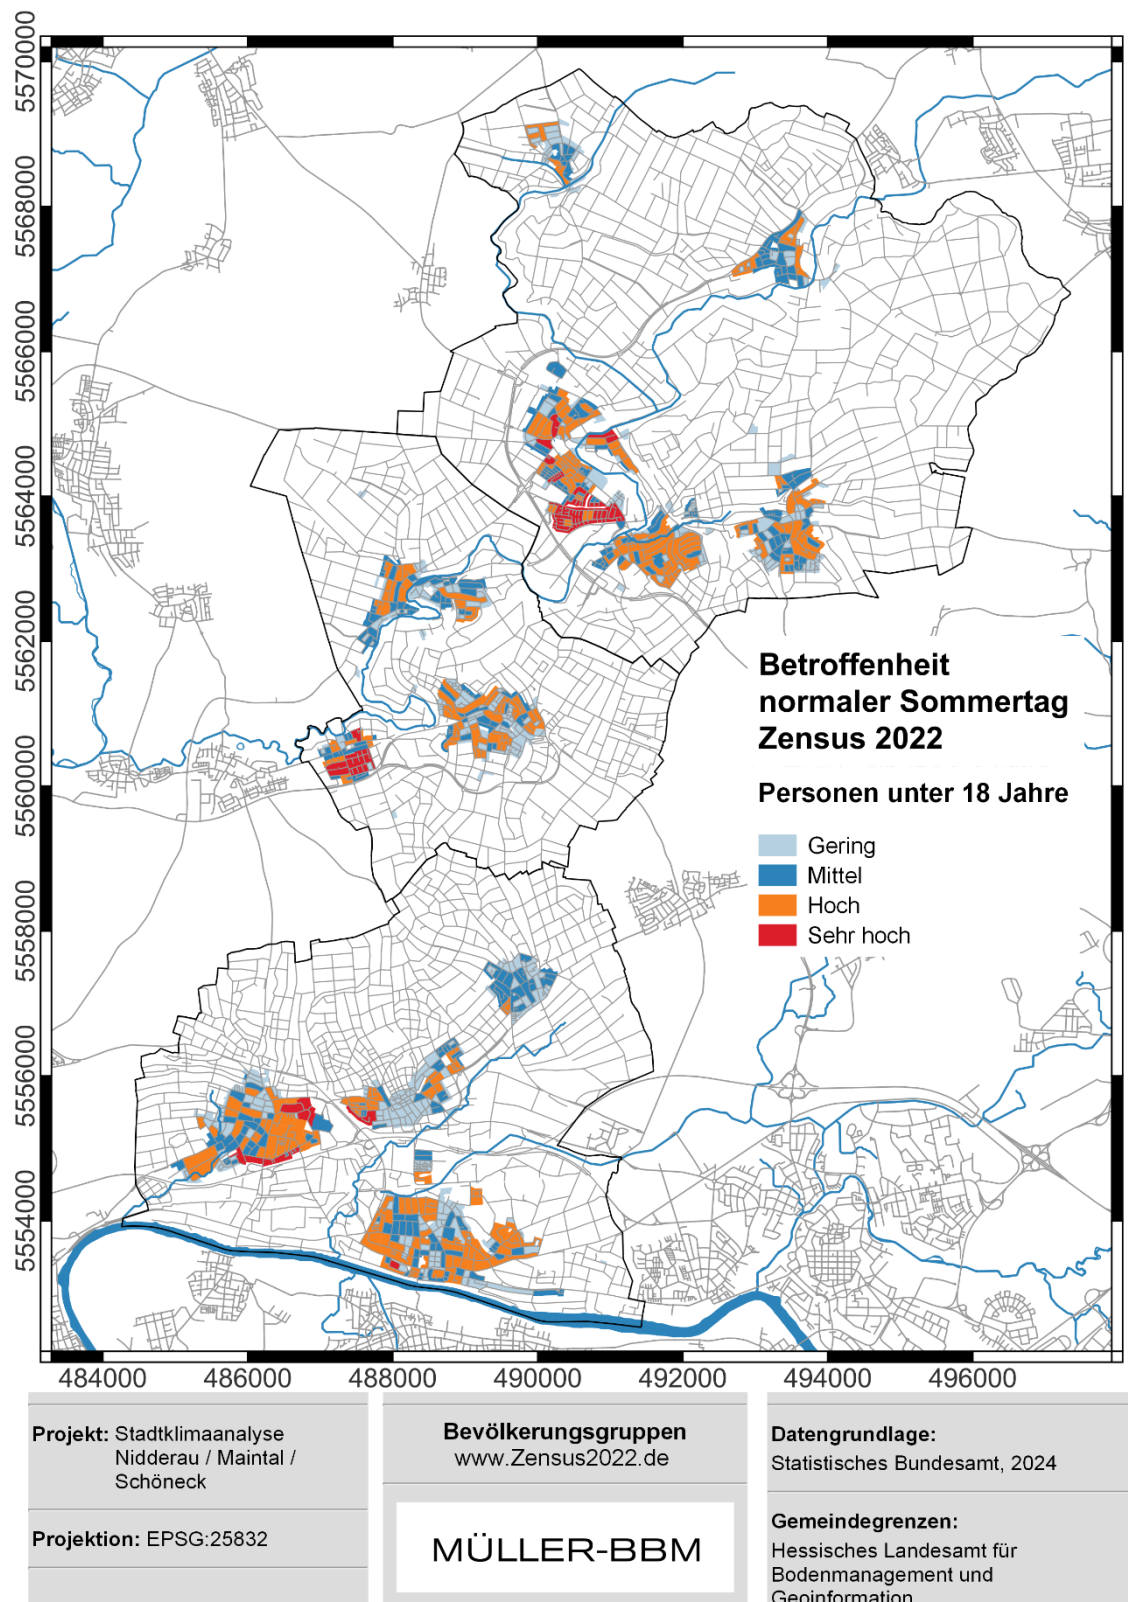 5570000
5568000
5566000
5564000
5562000
5560000
5558000
5556000
5554000
Betroffenheit
normaler Sommertag
Zensus 2022
Personen unter 18 Jahre
Gering
Mittel
Hoch
Sehr hoch
484000 486000 488000 490000 492000 494000 496000
Projekt: Stadtklimaanalyse
Nidderau / Maintal /
Schöneck
Projektion: EPSG:25832
Bevölkerungsgruppen
www.Zensus2022.de
MÜLLER-BBM
Datengrundlage:
Statistisches Bundesamt, 2024
Gemeindegrenzen:
Hessisches Landesamt für
Bodenmanagement und
Geoinformation